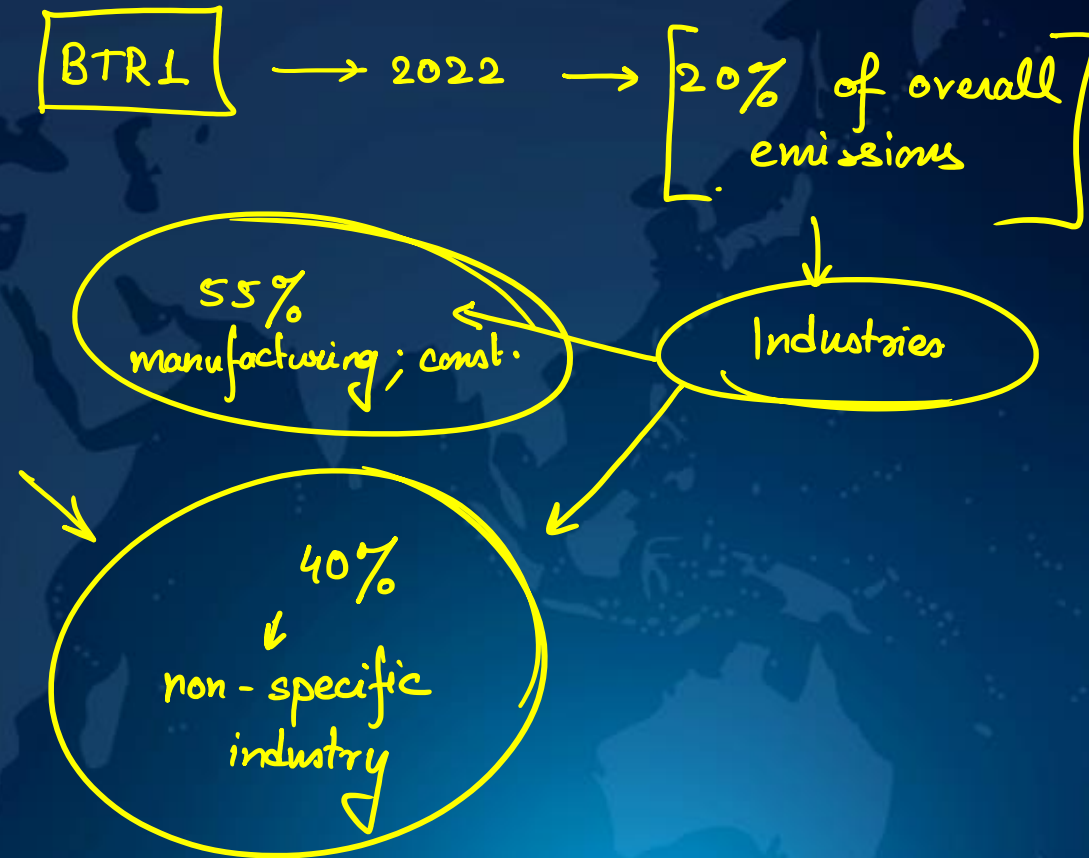 BTR1 → 2022 → [20% of overall
emissions]
55%
manufacturing; const.
Industries
40%
↓
non-specific
industry